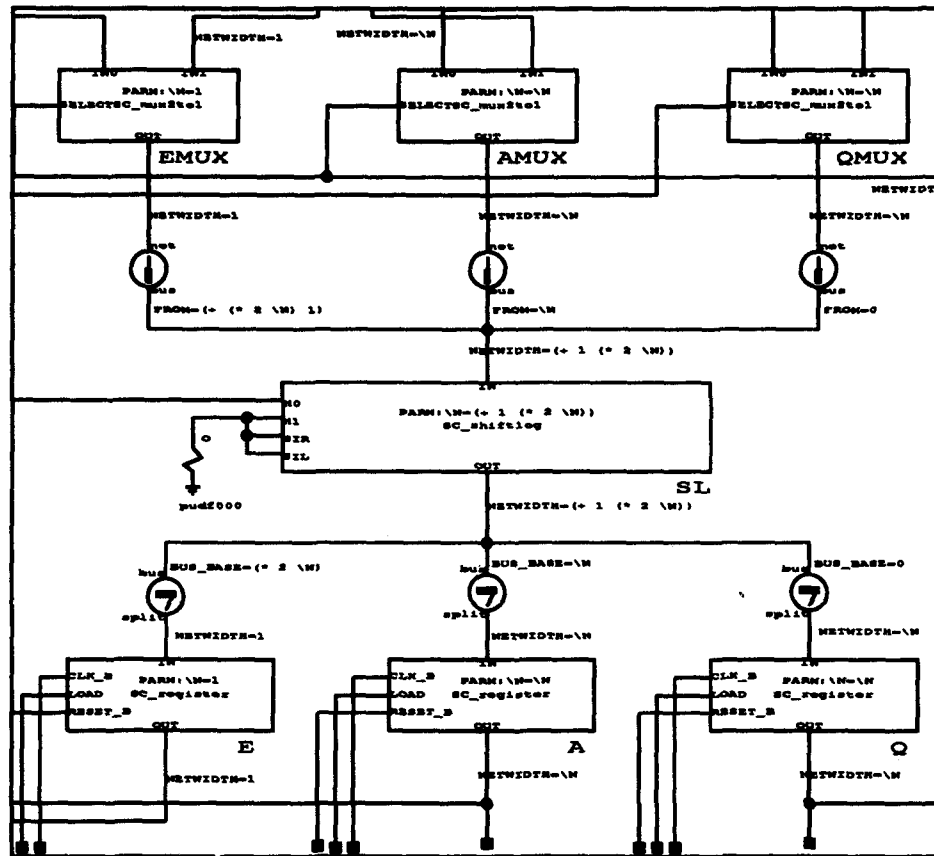 NETWIDTH=1
NETWIDTH=\N
IN0 IN1
IN0 IN1
IN0 IN1
PARM:\N=1
PARM:\N=\N
PARM:\N=\N
SELECTSC_mux2to1
SELECTSC_mux2to1
SELECTSC_mux2to1
OUT
OUT
OUT
EMUX
AMUX
QMUX
NETWIDT
NETWIDTH=1
NETWIDTH=\N
NETWIDTH=\N
net
net
net
bus
bus
bus
FROM=(+ (* 2 \N) 1)
FROM=\N
FROM=0
NETWIDTH=(+ 1 (* 2 \N))
IN
M0
PARM:\N=(+ 1 (* 2 \N))
M1
SC_shiftlog
0
SIR
SIL
OUT
SL
pudf000
NETWIDTH=(+ 1 (* 2 \N))
bus BUS_BASE=(* 2 \N)
bus BUS_BASE=\N
bus BUS_BASE=0
split
split
split
NETWIDTH=1
NETWIDTH=\N
NETWIDTH=\N
IN
IN
IN
CLK_B PARM:\N=1
CLK_B PARM:\N=\N
CLK_B PARM:\N=\N
LOAD SC_register
LOAD SC_register
LOAD SC_register
RESET_B
RESET_B
RESET_B
OUT
OUT
OUT
E
A
Q
NETWIDTH=1
NETWIDTH=\N
NETWIDTH=\N